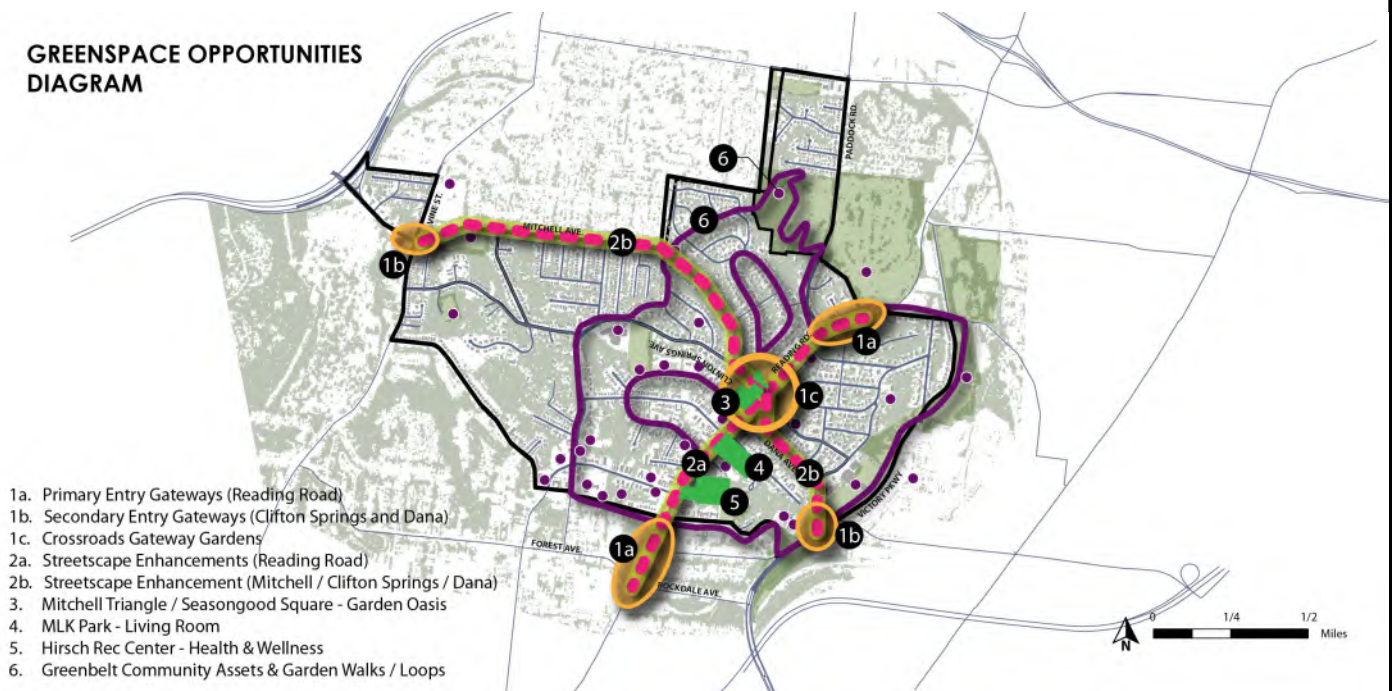 GREENSPACE OPPORTUNITIES
DIAGRAM
PADDOCK RD.
6
VINE ST.
6
MITCHELL AVE.
2b
1b
READING RD.
1a
CLINTON SPRINGS AVE.
3
1c
DANA AVE.
2a
4
2b
5
VICTORY PKWY
1b
FOREST AVE.
1a
ROCKDALE AVE.
1a. Primary Entry Gateways (Reading Road)
1b. Secondary Entry Gateways (Clifton Springs and Dana)
1c. Crossroads Gateway Gardens
2a. Streetscape Enhancements (Reading Road)
2b. Streetscape Enhancement (Mitchell / Clifton Springs / Dana)
3. Mitchell Triangle / Seasongood Square - Garden Oasis
4. MLK Park - Living Room
5. Hirsch Rec Center - Health & Wellness
6. Greenbelt Community Assets & Garden Walks / Loops
N
0 1/4 1/2
Miles